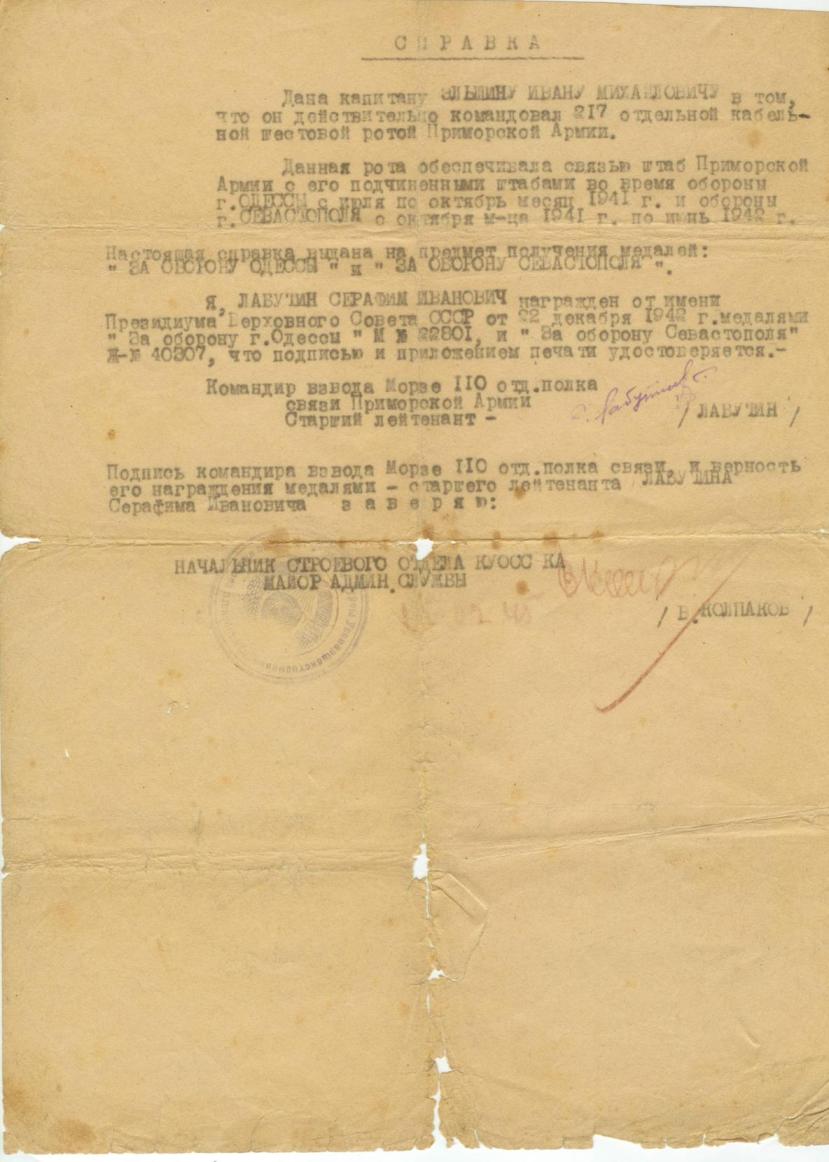 СПРАВКА
Дана капитану ЭЛЬШИНУ ИВАНУ МИХАЙЛОВИЧУ в том,
что он действительно командовал 217 отдельной кабель-
ной шестовой ротой Приморской Армии.
Данная рота обеспечивала связью штаб Приморской
Армии с его подчиненными штабами во время обороны
г.ОДЕССЫ с июля по октябрь месяц 1941 г. и обороны
г.СЕВАСТОПОЛЯ с октября м-ца 1941 г. по июнь 1942 г.
Настоящая справка выдана на предмет получения медалей:
" ЗА ОБОРОНУ ОДЕССЫ " и " ЗА ОБОРОНУ СЕВАСТОПОЛЯ ".
Я, ЛАБУТИН СЕРАФИМ ИВАНОВИЧ награжден от имени
Президиума Верховного Совета СССР от 22 декабря 1942 г.медалями
" За оборону г.Одессы " М № 22801, и " За оборону Севастополя"
Ж-№ 40307, что подписью и приложением печати удостоверяется.-
Командир взвода Морзе 110 отд.полка
связи Приморской Армии
Старший лейтенант -
/ ЛАБУТИН /
Подпись командира взвода Морзе 110 отд.полка связи, и верность
его награждения медалями - старшего лейтенанта ЛАБУТИНА
Серафима Ивановича з а в е р я ю:
НАЧАЛЬНИК СТРОЕВОГО ОТДЕЛА КУОСС КА
МАЙОР АДМИН.СЛУЖБЫ
/ В.КОЛПАКОВ /